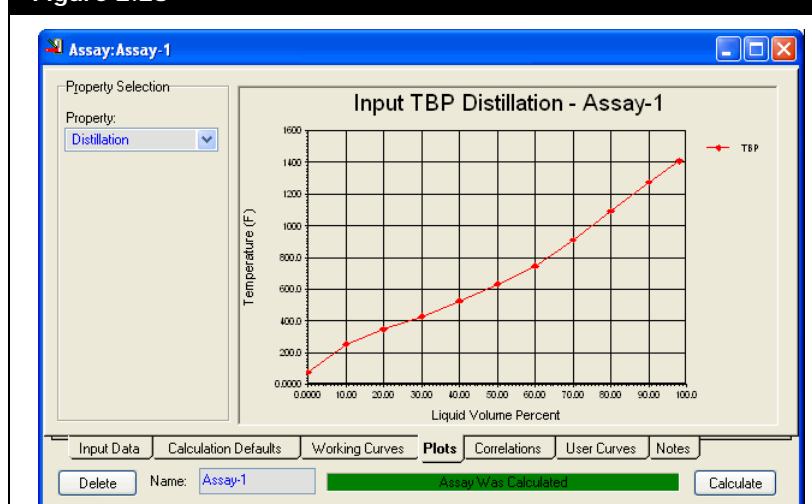 Assay:Assay-1
Property Selection
Property:
Distillation
Input TBP Distillation - Assay-1
TBP
Temperature (F)
1600
1400
1200
1000
800.0
600.0
400.0
200.0
0.0000
0.0000 10.00 20.00 30.00 40.00 50.00 60.00 70.00 80.00 90.00 100.0
Liquid Volume Percent
Input Data Calculation Defaults Working Curves Plots Correlations User Curves Notes
Delete Name: Assay-1 Assay Was Calculated Calculate